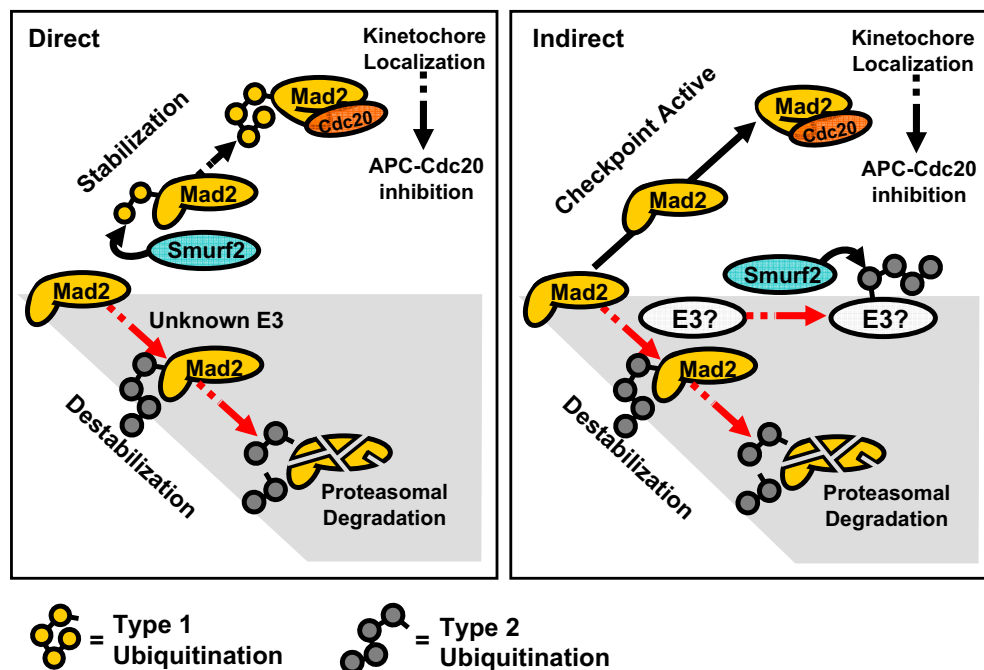 Direct
Kinetochore
Localization
Mad2
Cdc20
Stabilization
APC-Cdc20
inhibition
Mad2
Smurf2
Mad2
Unknown E3
Mad2
Destabilization
Proteasomal
Degradation
Indirect
Kinetochore
Localization
Mad2
Cdc20
Checkpoint Active
APC-Cdc20
inhibition
Mad2
Smurf2
Mad2
E3?
E3?
Mad2
Destabilization
Proteasomal
Degradation
= Type 1
Ubiquitination
= Type 2
Ubiquitination